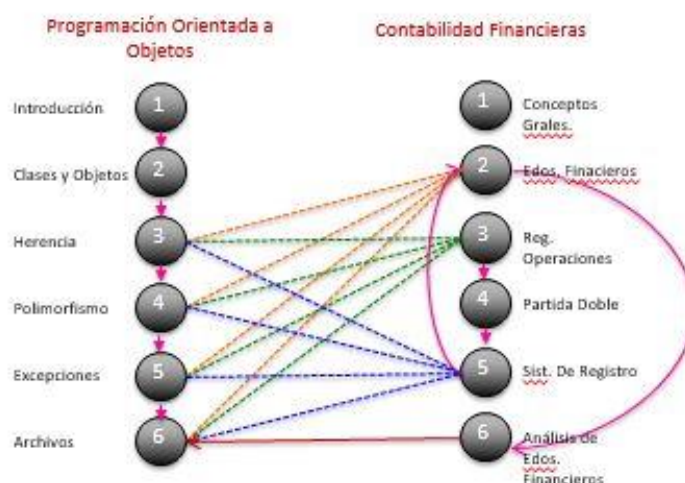 Programación Orientada a
Objetos
Contabilidad Financieras
Introducción
1
1
Conceptos
Grales.
Clases y Objetos
2
2
Edos. Finacieros
Herencia
3
3
Reg.
Operaciones
Polimorfismo
4
4
Partida Doble
Excepciones
5
5
Sist. De Registro
Archivos
6
6
Análisis de
Edos.
Financieros